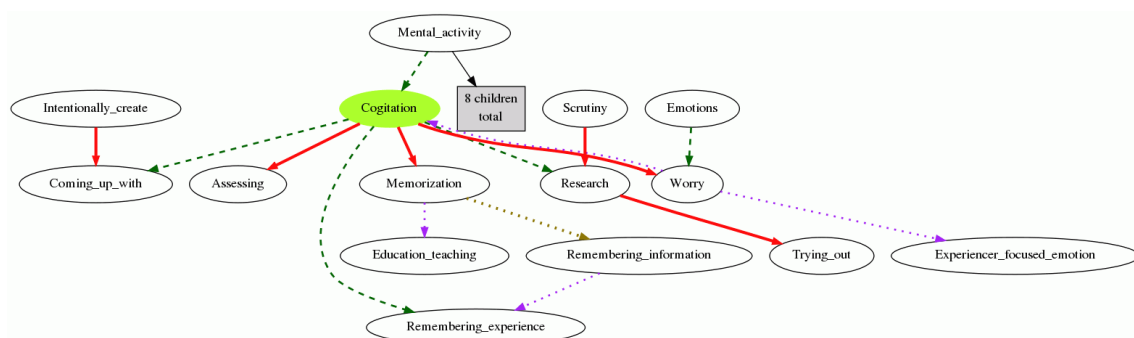 Mental_activity
Intentionally_create
Cogitation
8 children
total
Scrutiny
Emotions
Coming_up_with
Assessing
Memorization
Research
Worry
Education_teaching
Remembering_information
Trying_out
Experiencer_focused_emotion
Remembering_experience